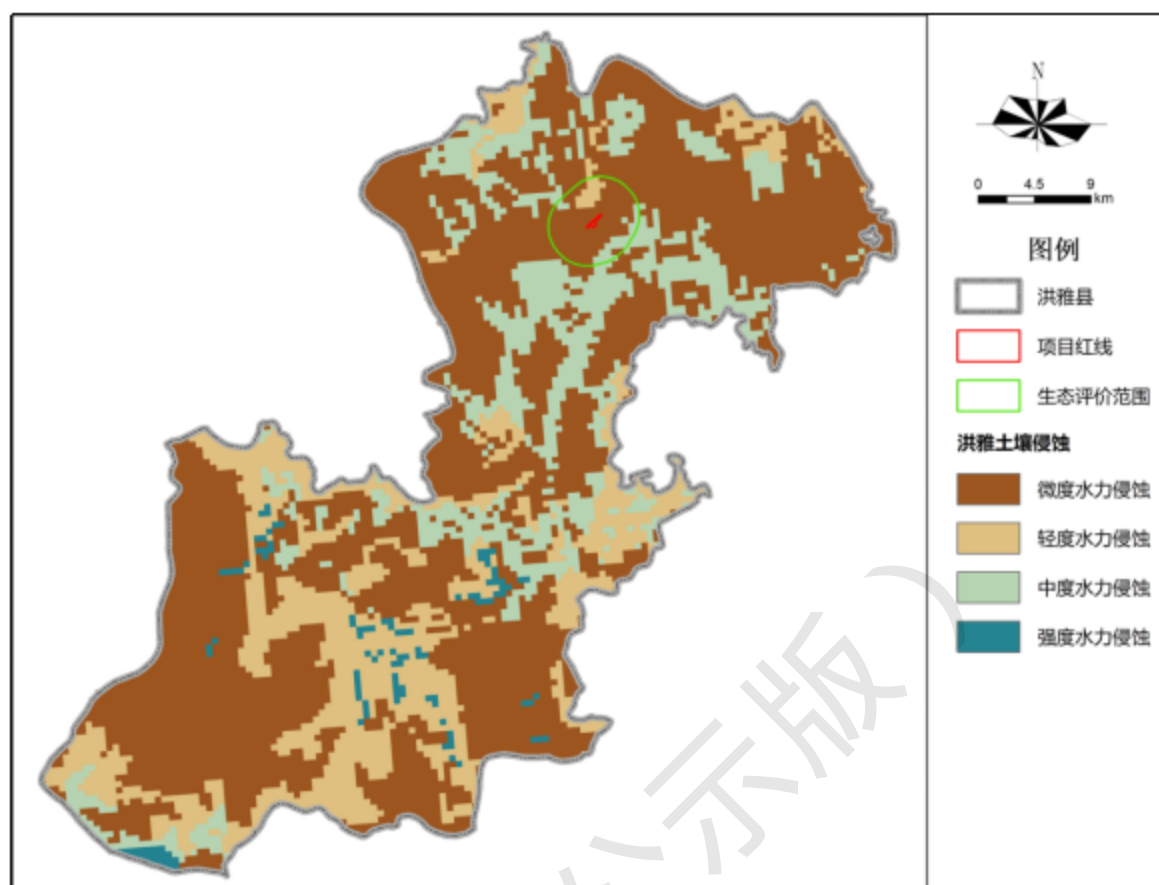 N
0 4.5 9
km
图例
洪雅县
项目红线
生态评价范围
洪雅土壤侵蚀
微度水力侵蚀
轻度水力侵蚀
中度水力侵蚀
强度水力侵蚀
公示版）